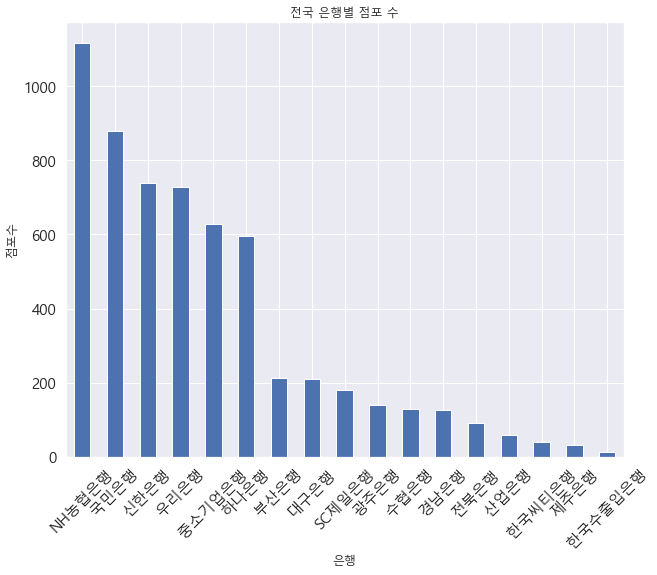 전국 은행별 점포 수
점포수
1000
800
600
400
200
0
NH농협은행
국민은행
신한은행
우리은행
중소기업은행
하나은행
부산은행
대구은행
SC제일은행
광주은행
수협은행
경남은행
전북은행
산업은행
한국씨티은행
제주은행
한국수출입은행
은행